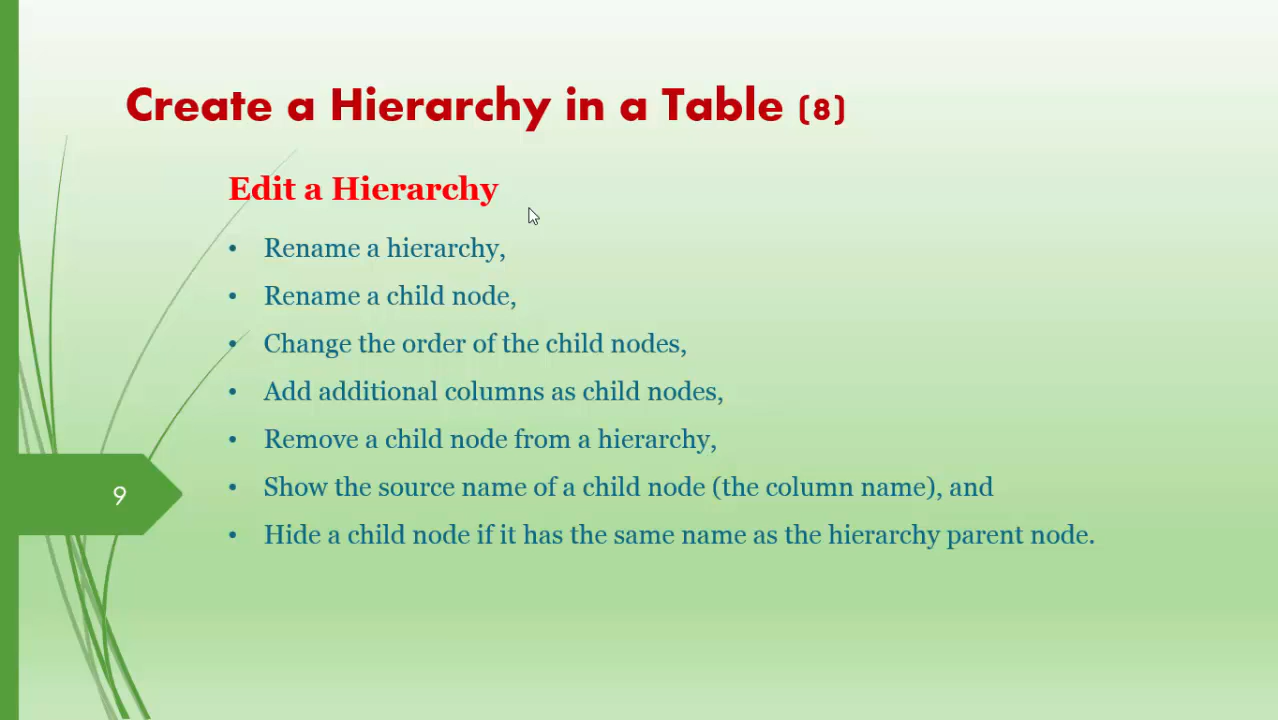 Create a Hierarchy in a Table (8)
Edit a Hierarchy
• Rename a hierarchy,
• Rename a child node,
• Change the order of the child nodes,
• Add additional columns as child nodes,
• Remove a child node from a hierarchy,
• Show the source name of a child node (the column name), and
• Hide a child node if it has the same name as the hierarchy parent node.
9